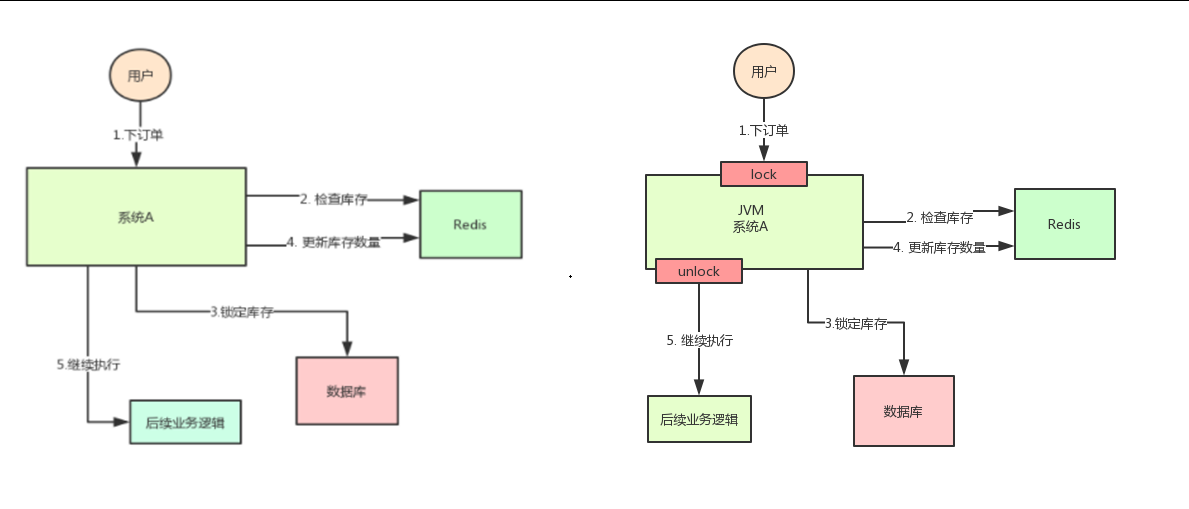 用户
1.下订单
系统A
2. 检查库存
Redis
4. 更新库存数量
3.锁定库存
5.继续执行
数据库
后续业务逻辑
用户
1.下订单
lock
JVM
系统A
2. 检查库存
Redis
4. 更新库存数量
unlock
3.锁定库存
5. 继续执行
后续业务逻辑
数据库